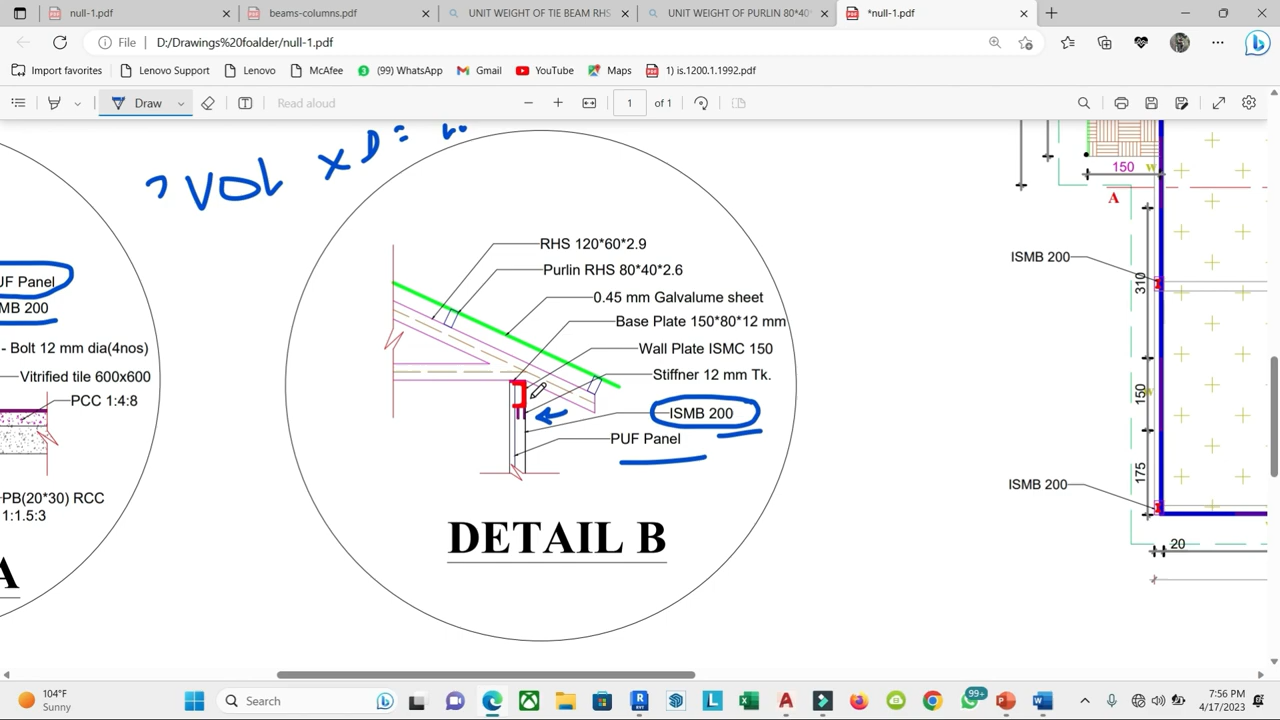 null-1.pdf
beams-columns.pdf
UNIT WEIGHT OF TIE BEAM RHS
UNIT WEIGHT OF PURLIN 80*40*
*null-1.pdf
File D:/Drawings%20foalder/null-1.pdf
Import favorites Lenovo Support Lenovo McAfee (99) WhatsApp Gmail YouTube Maps 1) is.1200.1.1992.pdf
Draw Read aloud 1 of 1
VOL x D =
RHS 120*60*2.9
Purlin RHS 80*40*2.6
0.45 mm Galvalume sheet
Base Plate 150*80*12 mm
Wall Plate ISMC 150
Stiffner 12 mm Tk.
ISMB 200
PUF Panel
DETAIL B
UF Panel
MB 200
- Bolt 12 mm dia(4nos)
Vitrified tile 600x600
PCC 1:4:8
PB(20*30) RCC
1:1.5:3
A
150 W
A
ISMB 200
310
150
175
ISMB 200
20
104°F
Sunny
Search
99+
7:56 PM
4/17/2023